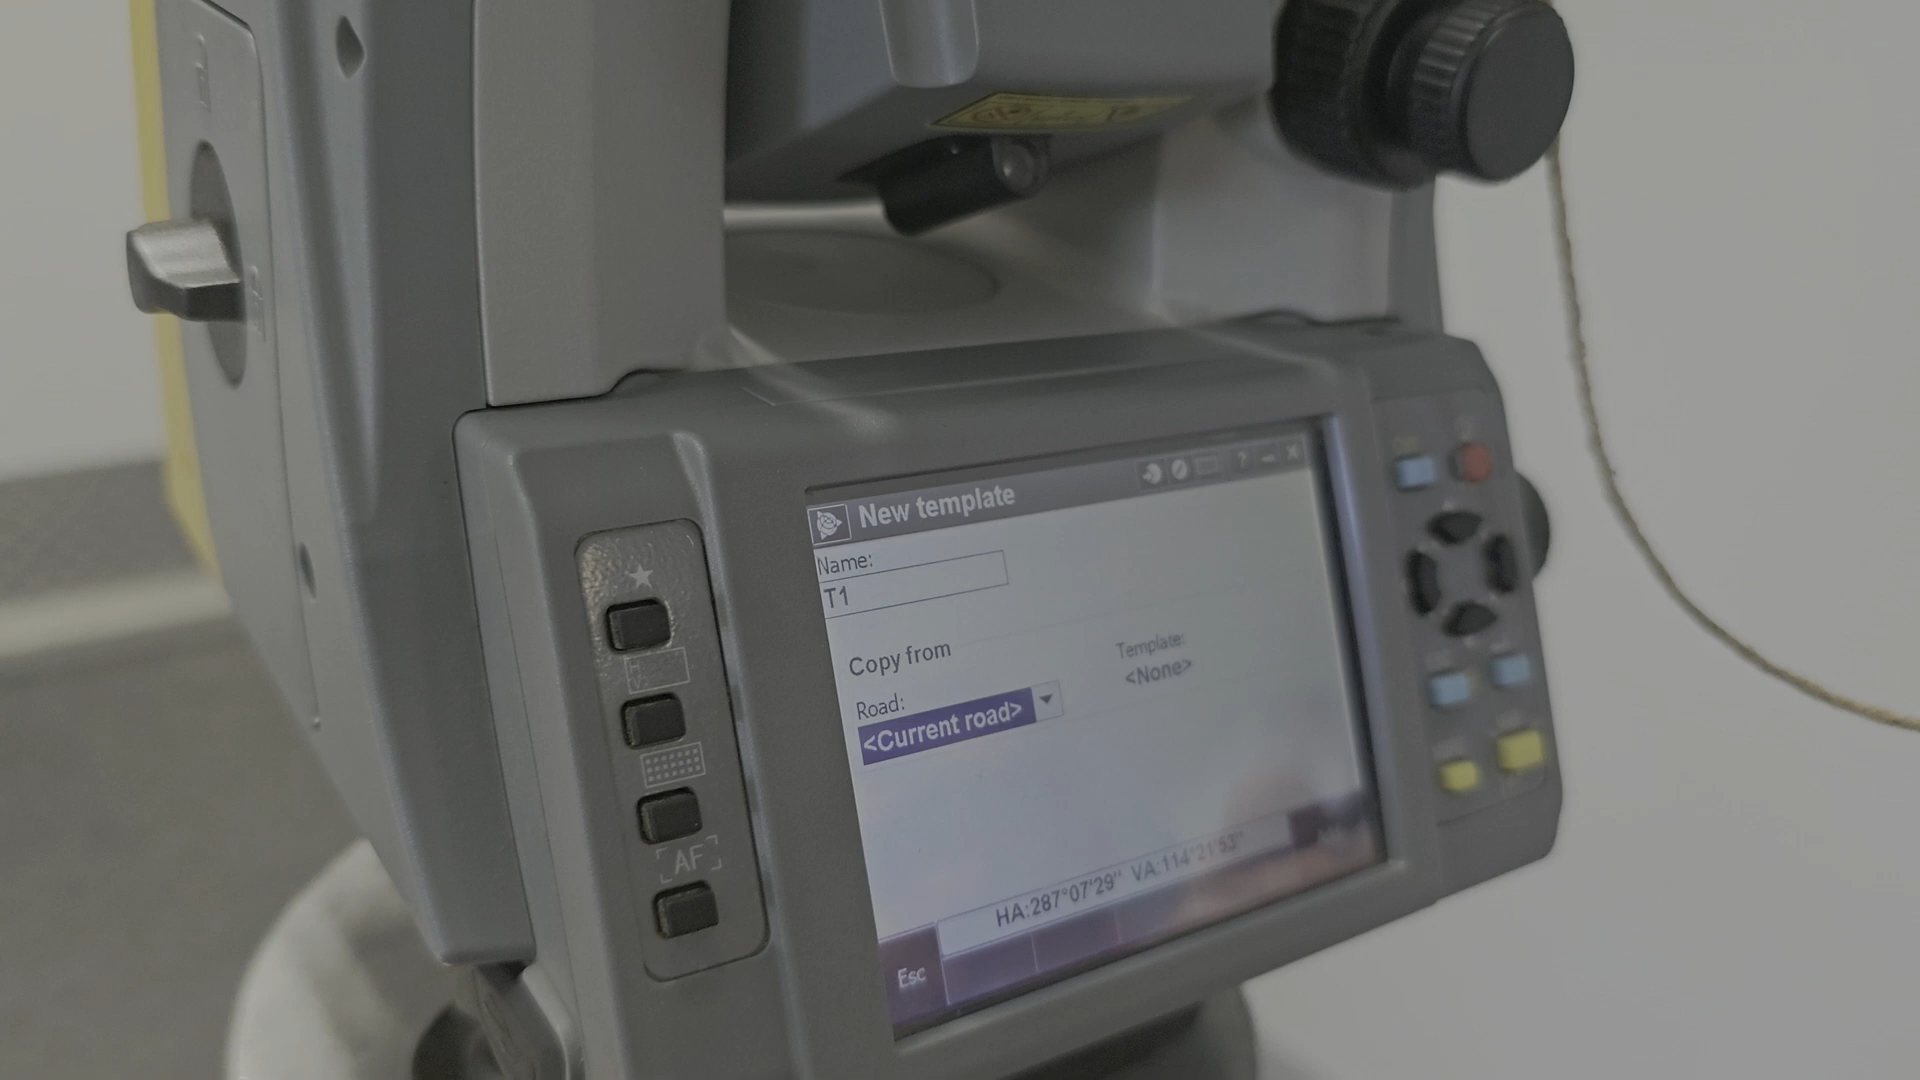 New template
? – ×
Name:
T1
Copy from
Template:
<None>
Road:
<Current road>
HA:287°07'29" VA:114°21'53"
Esc
AF